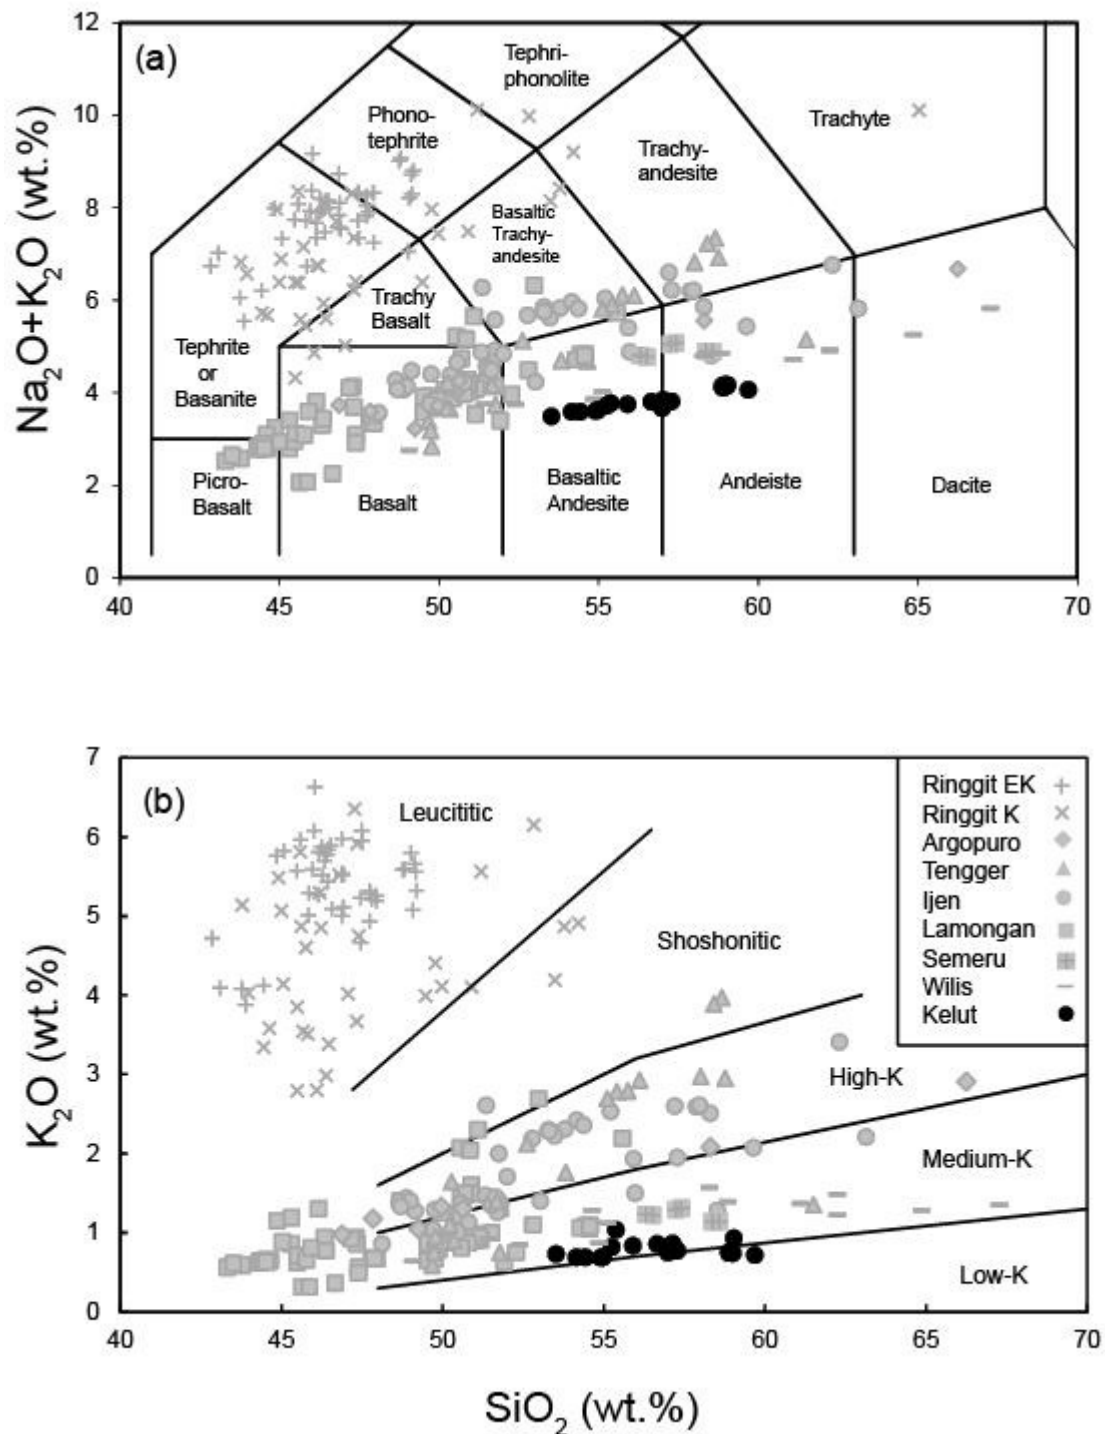 (a)
Na2O+K2O (wt.%)
12
10
8
6
4
2
0
40
45
50
55
60
65
70
Tephri-
phonolite
Phono-
tephrite
Trachyte
Trachy-
andesite
Basaltic
Trachy-
andesite
Trachy
Basalt
Tephrite
or
Basanite
Picro-
Basalt
Basalt
Basaltic
Andesite
Andeiste
Dacite
(b)
K2O (wt.%)
7
6
5
4
3
2
1
0
40
45
50
55
60
65
70
Leucititic
Shoshonitic
High-K
Medium-K
Low-K
Ringgit EK
Ringgit K
Argopuro
Tengger
Ijen
Lamongan
Semeru
Wilis
Kelut
SiO2 (wt.%)